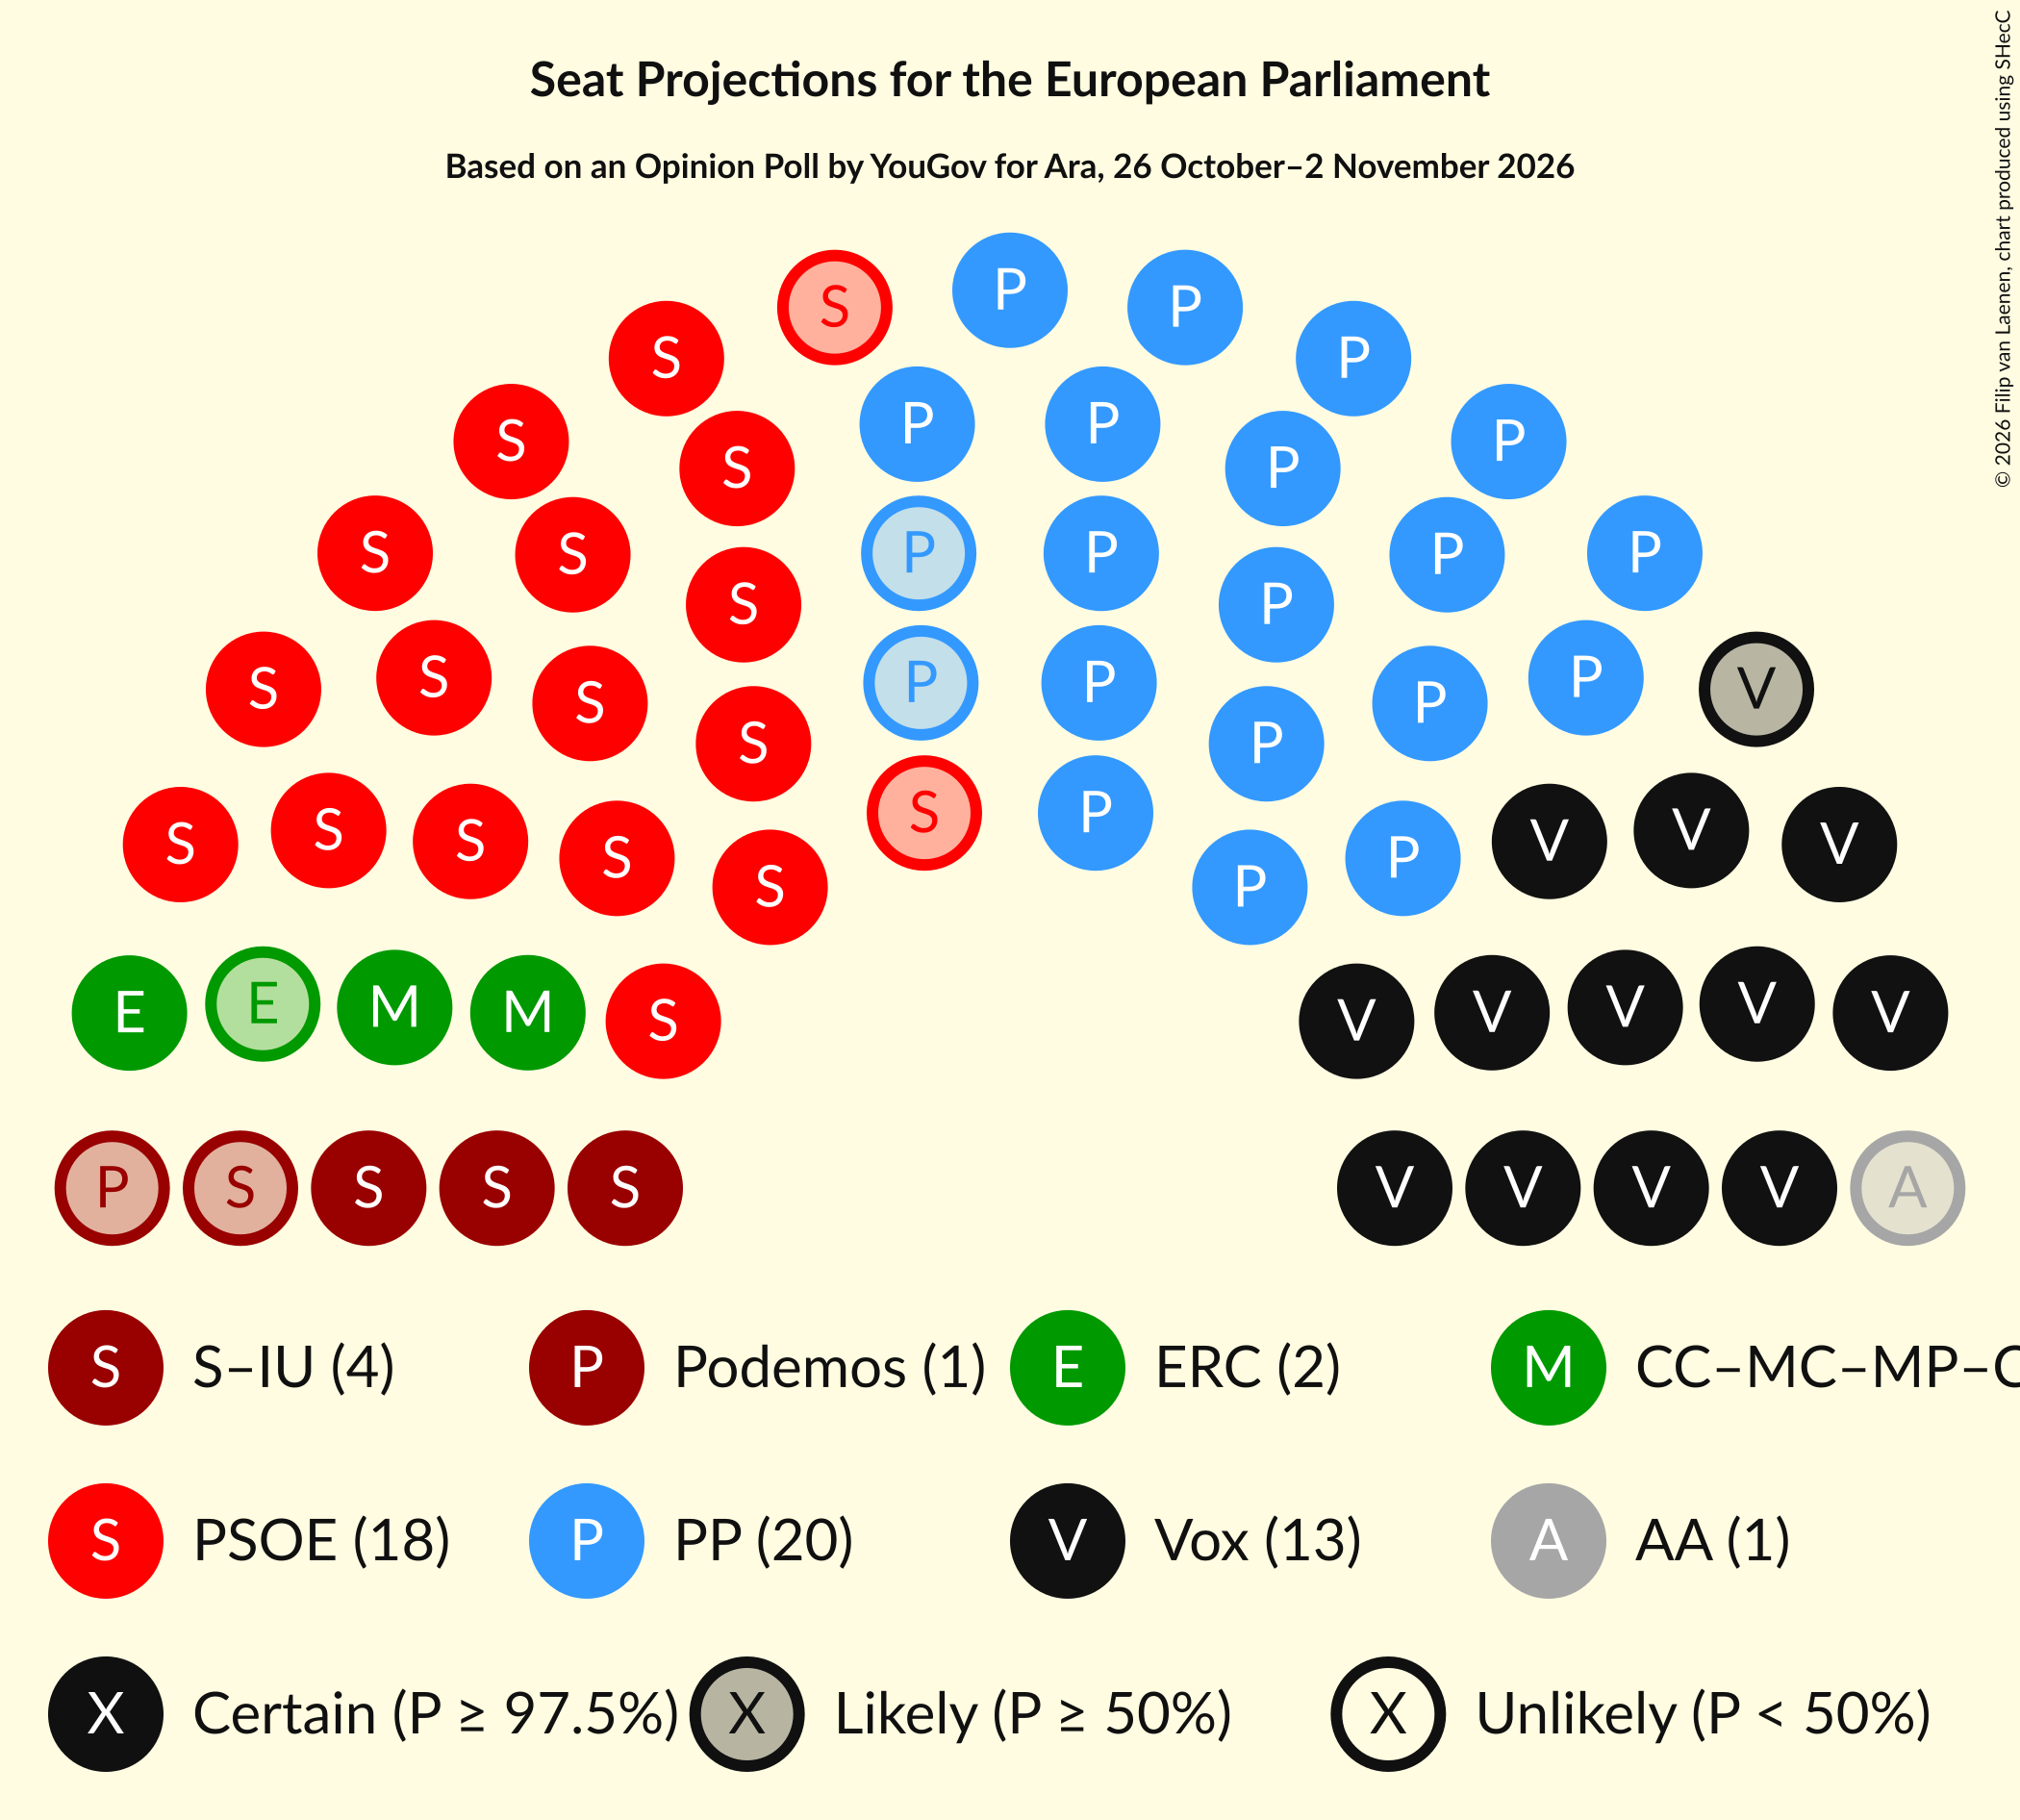 Seat Projections for the European Parliament
Based on an Opinion Poll by YouGov for Ara, 26 October–2 November 2026
© 2026 Filip van Laenen, chart produced using SHecC
P
S P P
S P
S S P P
S P P
S S P P
S P
S S P P
S S P P
P P
S P
S P V
S S V V V
S S P
S P
E E M M S V V V V V
P S S S S V V V V A
S S–IU (4) P Podemos (1) E ERC (2) M CC–MC–MP–C
S PSOE (18) P PP (20) V Vox (13) A AA (1)
X Certain (P ≥ 97.5%) X Likely (P ≥ 50%) X Unlikely (P < 50%)